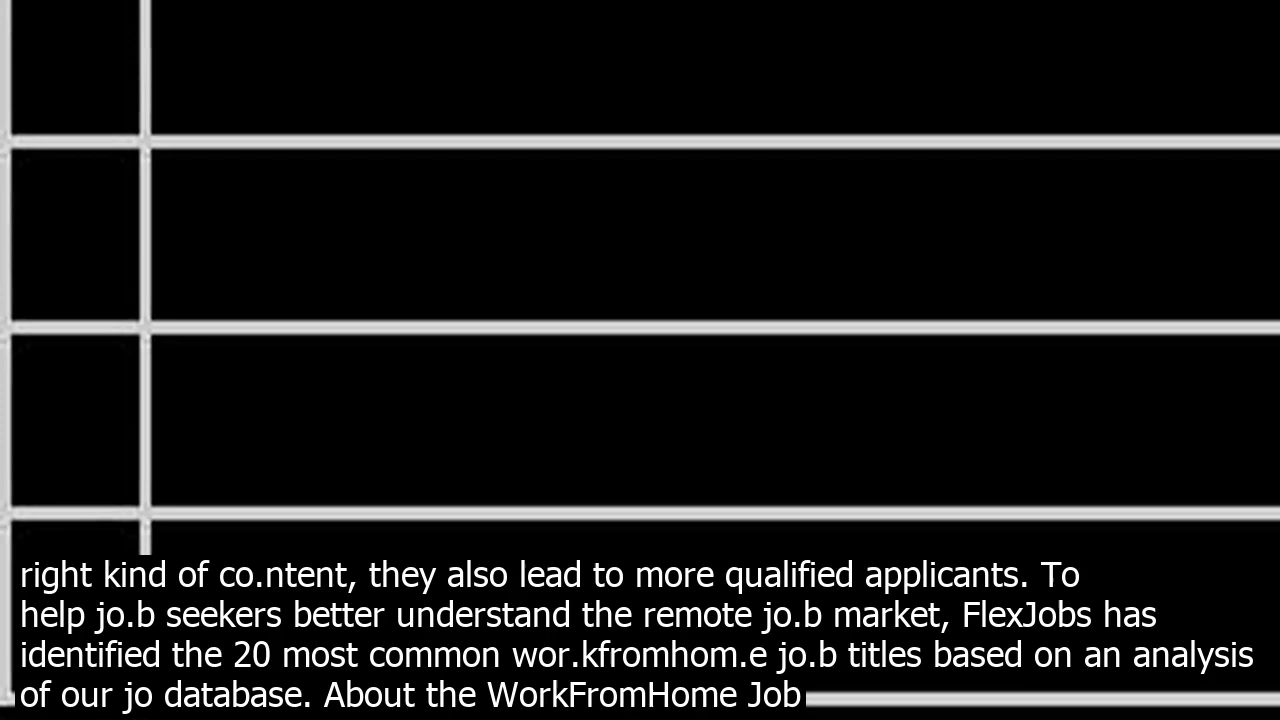 right kind of co.ntent, they also lead to more qualified applicants. To
help jo.b seekers better understand the remote jo.b market, FlexJobs has
identified the 20 most common wor.kfromhom.e jo.b titles based on an analysis
of our jo database. About the WorkFromHome Job